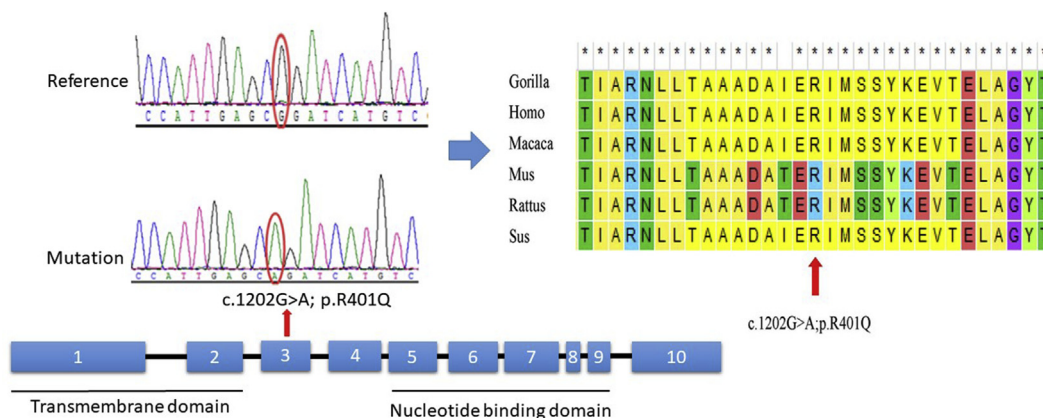 Reference
C C A T T G A G C G G A T C A T G T C
Mutation
C C A T T G A G C A G A T C A T G T C
c.1202G>A; p.R401Q
* * * * * * * * * * * * * * * * * * * * * * * * * * * *
Gorilla T I A R N L L T A A A D A I E R I M S S Y K E V T E L A G Y T
Homo T I A R N L L T A A A D A I E R I M S S Y K E V T E L A G Y T
Macaca T I A R N L L T A A A D A I E R I M S S Y K E V T E L A G Y T
Mus T I A R N L L T A A A D A T E R I M S S Y K E V T E L A G Y T
Rattus T I A R N L L T A A A D A T E R I M S S Y K E V T E L A G Y T
Sus T I A R N L L T A A A D A I E R I M S S Y K E V T E L A G Y T
c.1202G>A;p.R401Q
1 2 3 4 5 6 7 8 9 10
Transmembrane domain
Nucleotide binding domain